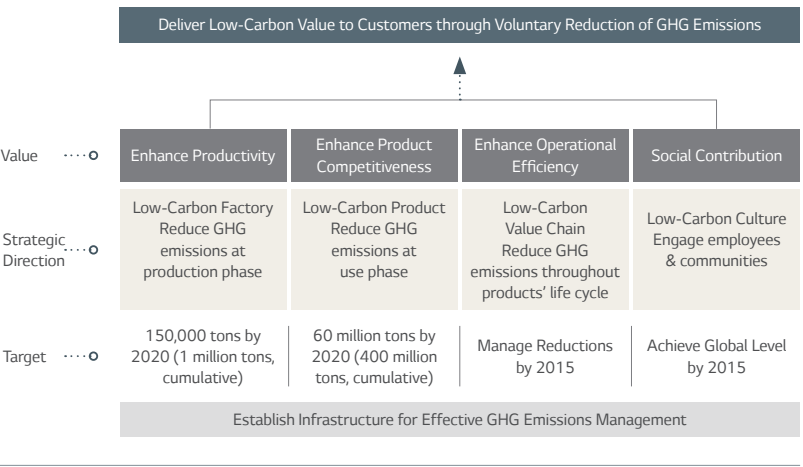 Deliver Low-Carbon Value to Customers through Voluntary Reduction of GHG Emissions
Value
Enhance Productivity
Enhance Product
Competitiveness
Enhance Operational
Efficiency
Social Contribution
Strategic
Direction
Low-Carbon Factory
Reduce GHG
emissions at
production phase
Low-Carbon Product
Reduce GHG
emissions at
use phase
Low-Carbon
Value Chain
Reduce GHG
emissions throughout
products’ life cycle
Low-Carbon Culture
Engage employees
& communities
Target
150,000 tons by
2020 (1 million tons,
cumulative)
60 million tons by
2020 (400 million
tons, cumulative)
Manage Reductions
by 2015
Achieve Global Level
by 2015
Establish Infrastructure for Effective GHG Emissions Management